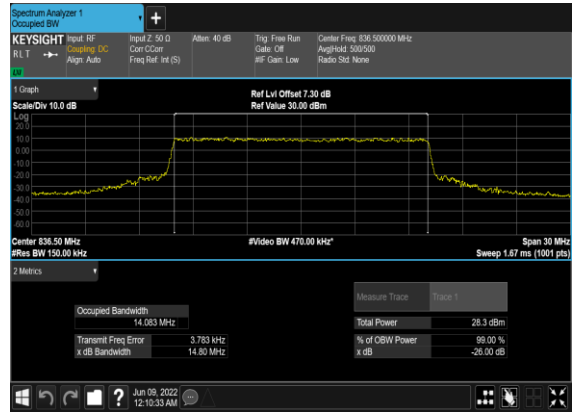 Spectrum Analyzer 1
Occupied BW
+
KEYSIGHT Input: RF Input Z: 50 Ω Atten: 40 dB Trig: Free Run Center Freq: 836.500000 MHz
RLT Coupling: DC Corr CCorr Gate: Off Avg|Hold: 500/500
Align: Auto Freq Ref: Int (S) #IF Gain: Low Radio Std: None
1 Graph
Ref Lvl Offset 7.30 dB
Scale/Div 10.0 dB Ref Value 30.00 dBm
Log
20.0
10.0
0.00
-10.0
-20.0
-30.0
-40.0
-50.0
-60.0
Center 836.50 MHz #Video BW 470.00 kHz* Span 30 MHz
#Res BW 150.00 kHz Sweep 1.67 ms (1001 pts)
2 Metrics
Measure Trace Trace 1
Occupied Bandwidth
14.083 MHz Total Power 28.3 dBm
Transmit Freq Error 3.783 kHz % of OBW Power 99.00 %
x dB Bandwidth 14.80 MHz x dB -26.00 dB
? Jun 09, 2022
12:10:33 AM